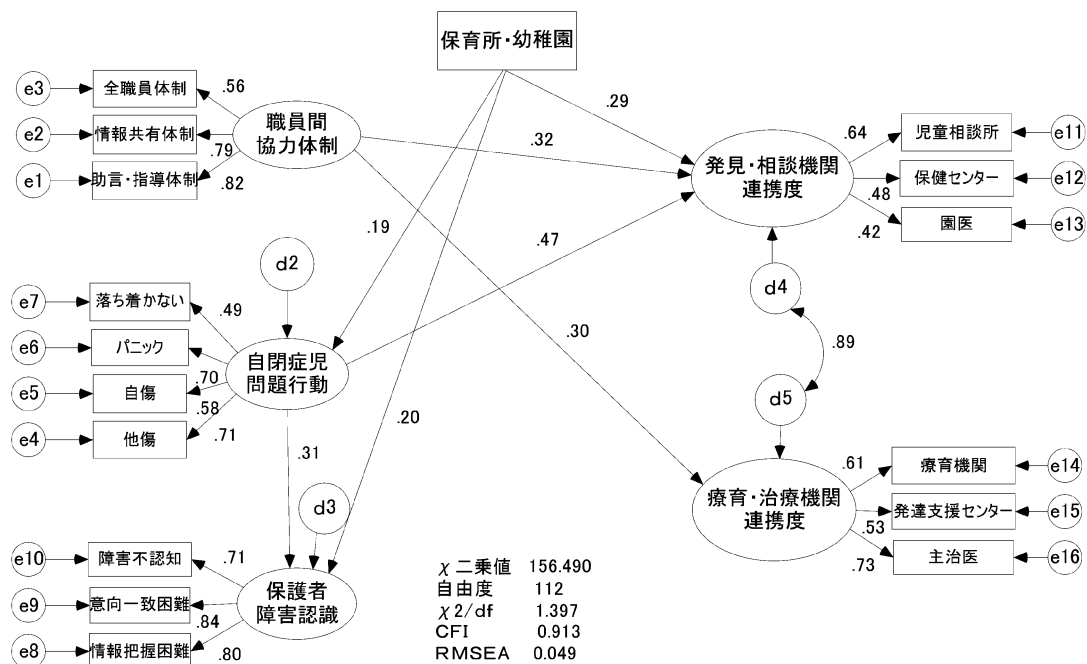 保育所・幼稚園
e3
全職員体制
.56
e2
情報共有体制
.79
e1
助言・指導体制
.82
職員間
協力体制
.29
.32
.64
児童相談所
e11
発見・相談機関
連携度
保健センター
e12
.48
園医
e13
.42
.19
.47
d2
d4
e7
落ち着かない
.49
e6
パニック
.70
e5
自傷
.58
e4
他傷
.71
自閉症児
問題行動
.30
.89
d5
.20
.31
d3
.61
療育機関
e14
療育・治療機関
連携度
発達支援センター
e15
.53
主治医
e16
.73
e10
障害不認知
.71
e9
意向一致困難
.84
e8
情報把握困難
.80
保護者
障害認識
χ二乗値 156.490
自由度 112
χ2/df 1.397
CFI 0.913
RMSEA 0.049